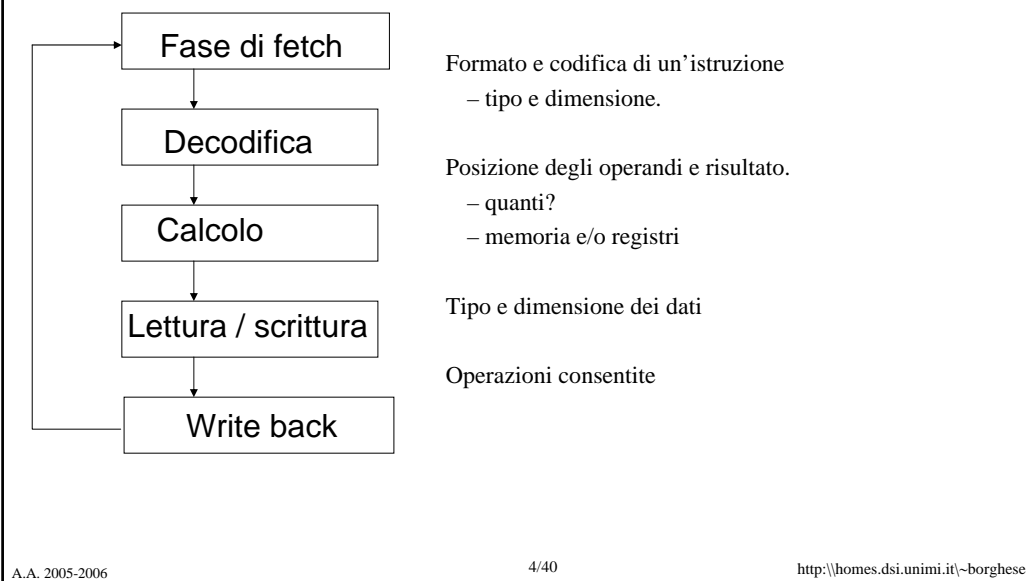 Fase di fetch
Decodifica
Calcolo
Lettura / scrittura
Write back
Formato e codifica di un’istruzione
– tipo e dimensione.
Posizione degli operandi e risultato.
– quanti?
– memoria e/o registri
Tipo e dimensione dei dati
Operazioni consentite
A.A. 2005-2006
4/40
http:\\homes.dsi.unimi.it\~borghese